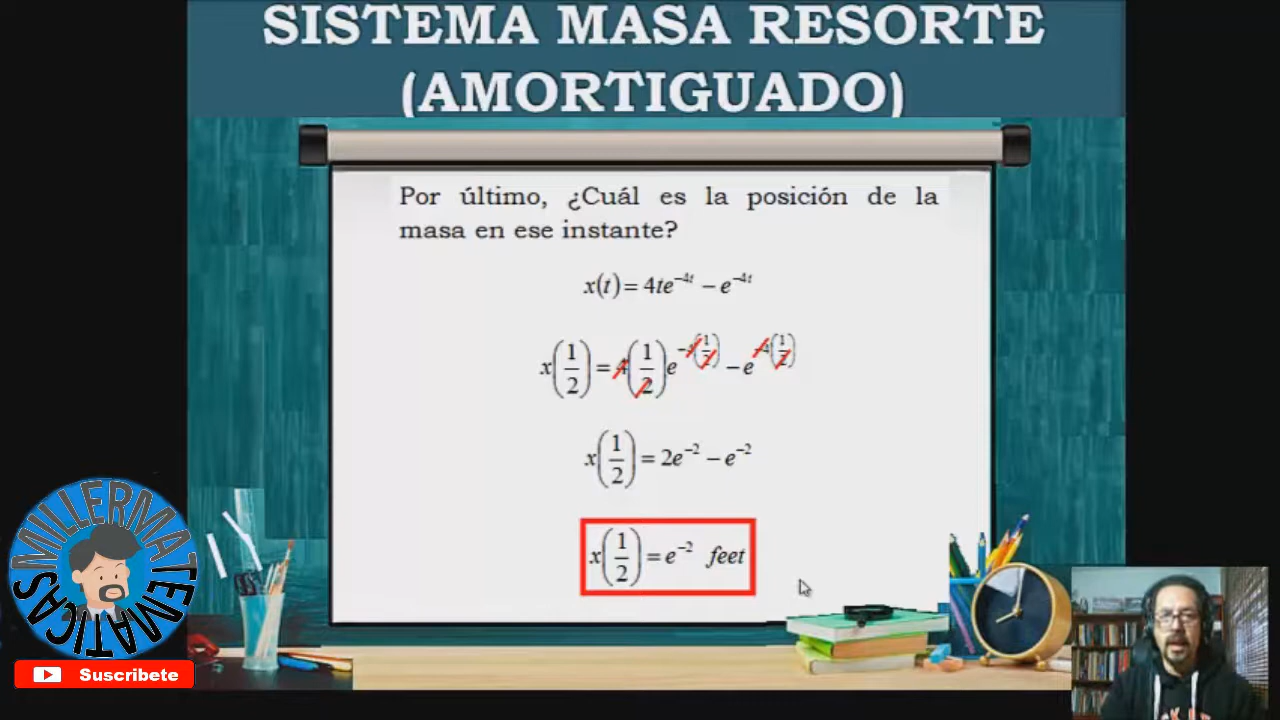 SISTEMA MASA RESORTE
(AMORTIGUADO)
Por último, ¿Cuál es la posición de la
masa en ese instante?
x(t) = 4te^{-4t} − e^{-4t}
x(1/2) = 4(1/2)e^{-4(1/2)} − e^{-4(1/2)}
x(1/2) = 2e^{-2} − e^{-2}
x(1/2) = e^{-2} feet
MILLERMATEMATICAS
Suscribete